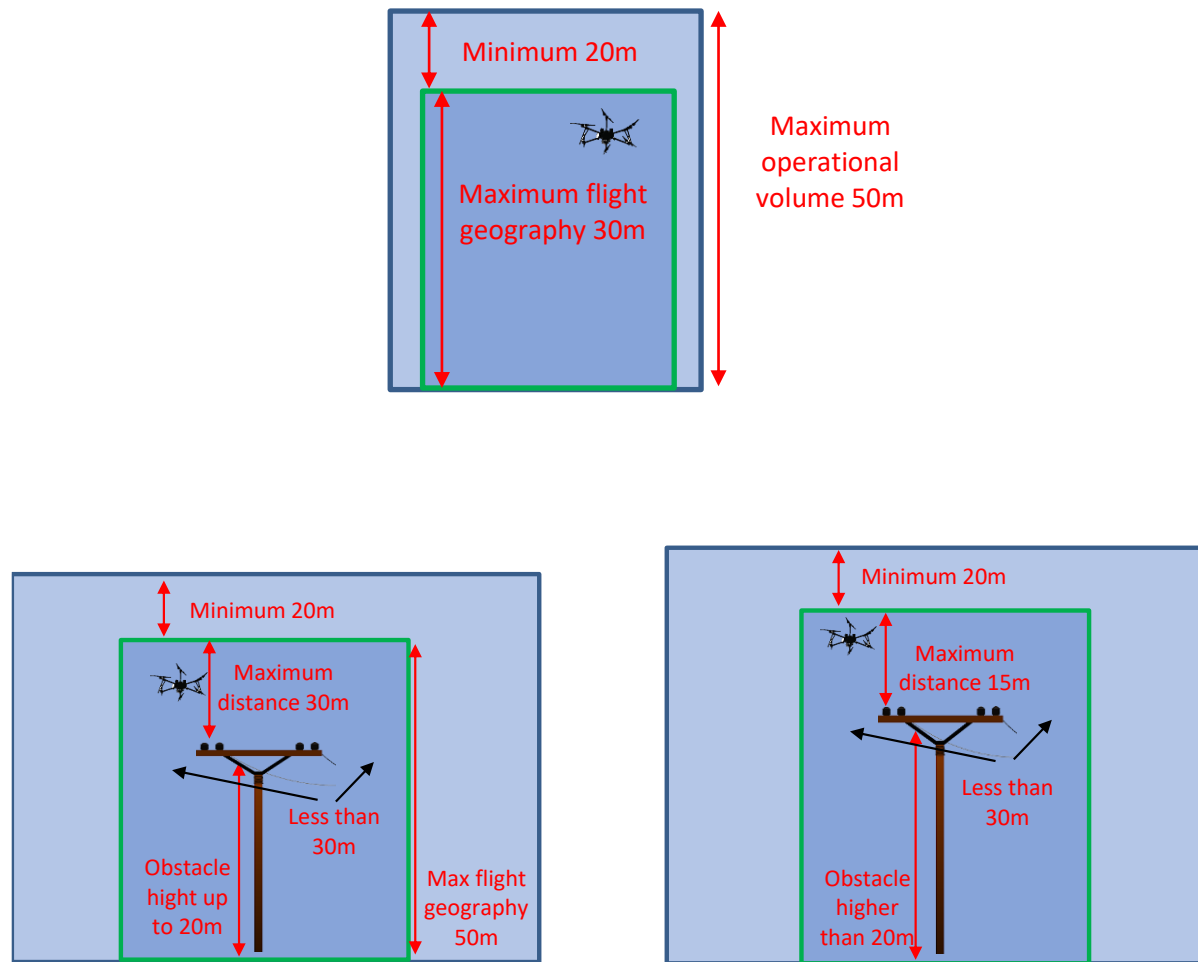 Minimum 20m
Maximum flight
geography 30m
Maximum
operational
volume 50m
Minimum 20m
Maximum
distance 30m
Less than
30m
Obstacle
hight up
to 20m
Max flight
geography
50m
Minimum 20m
Maximum
distance 15m
Less than
30m
Obstacle
higher
than 20m